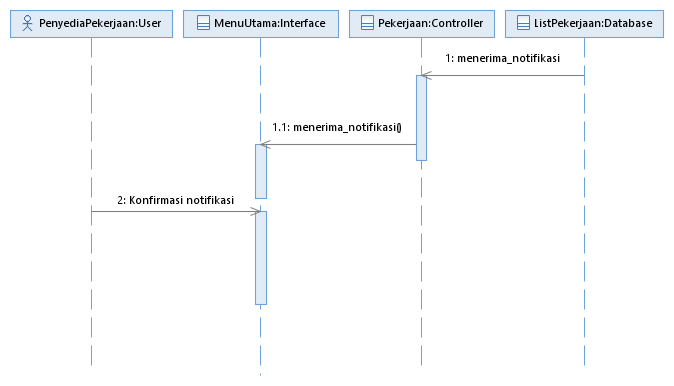 PenyediaPekerjaan:User
MenuUtama:Interface
Pekerjaan:Controller
ListPekerjaan:Database
1: menerima_notifikasi
1.1: menerima_notifikasi()
2: Konfirmasi notifikasi